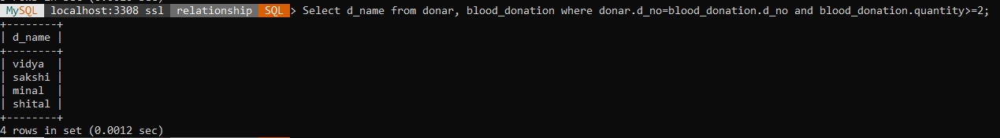 MySQL localhost:3308 ssl relationship SQL > Select d_name from donar, blood_donation where donar.d_no=blood_donation.d_no and blood_donation.quantity>=2;
+--------+
| d_name |
+--------+
| vidya  |
| sakshi |
| minal  |
| shital |
+--------+
4 rows in set (0.0012 sec)